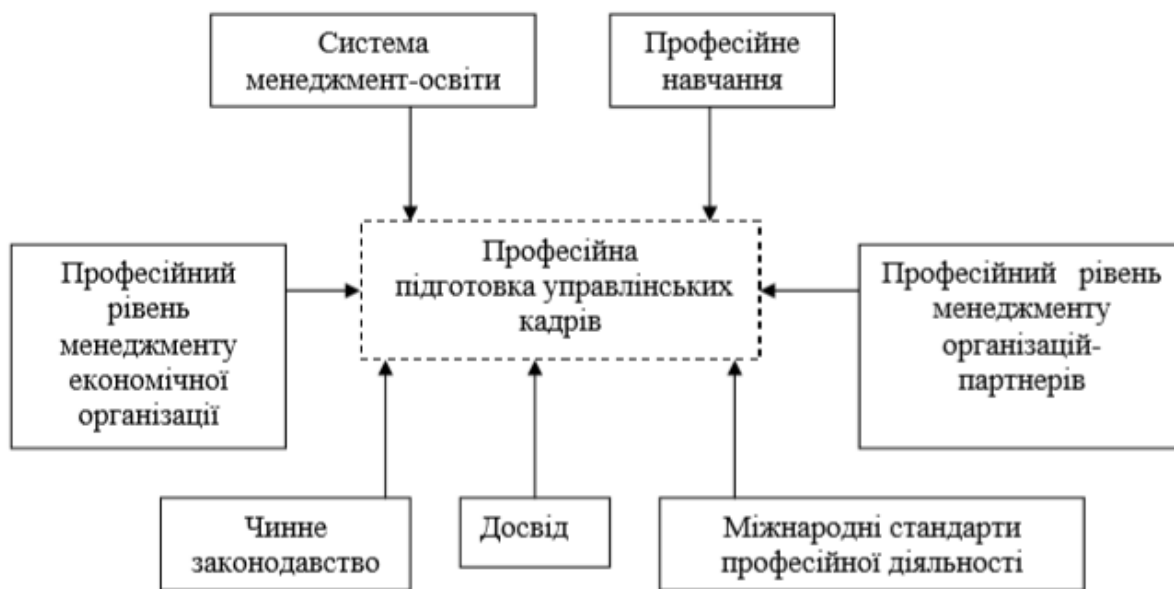 Система
менеджмент-освіти
Професійне
навчання
Професійний
рівень
менеджменту
економічної
організації
Професійна
підготовка управлінських
кадрів
Професійний рівень
менеджменту
організацій-
партнерів
Чинне
законодавство
Досвід
Міжнародні стандарти
професійної діяльності